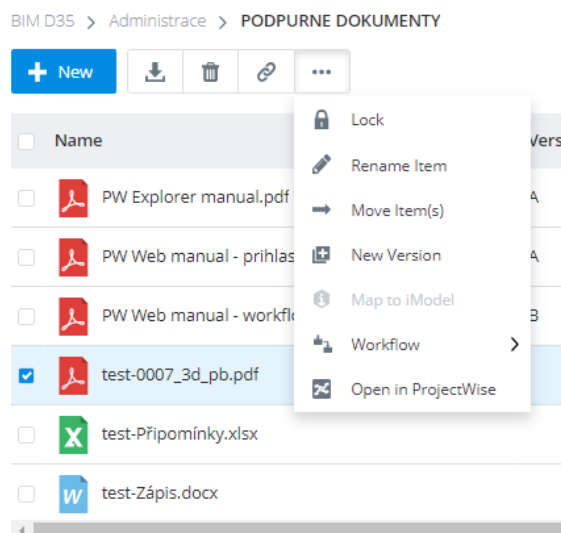 BIM D35 > Administrace > PODPURNE DOKUMENTY
+ New
Name
Vers
PW Explorer manual.pdf
A
PW Web manual - prihlas
A
PW Web manual - workflo
B
test-0007_3d_pb.pdf
test-Připomínky.xlsx
test-Zápis.docx
Lock
Rename Item
Move Item(s)
New Version
Map to iModel
Workflow >
Open in ProjectWise